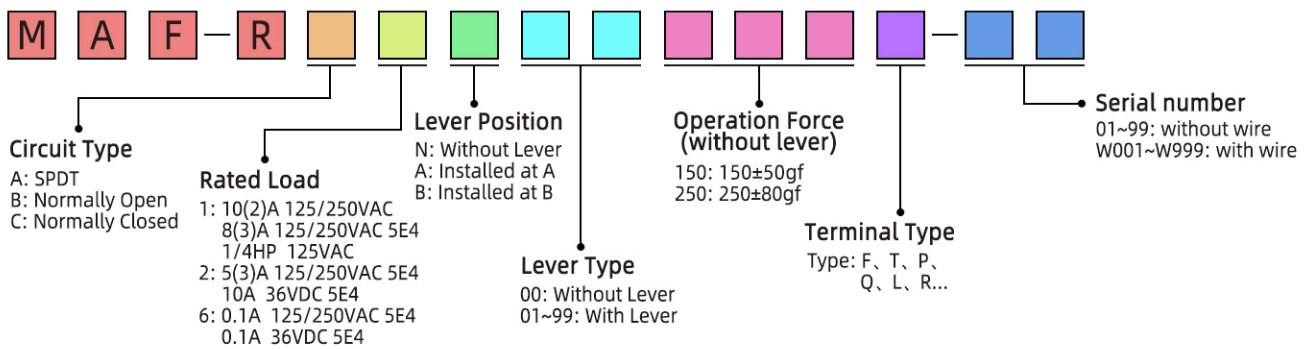 M A F — R —
Circuit Type
A: SPDT
B: Normally Open
C: Normally Closed
Rated Load
1: 10(2)A 125/250VAC
8(3)A 125/250VAC 5E4
1/4HP 125VAC
2: 5(3)A 125/250VAC 5E4
10A 36VDC 5E4
6: 0.1A 125/250VAC 5E4
0.1A 36VDC 5E4
Lever Position
N: Without Lever
A: Installed at A
B: Installed at B
Lever Type
00: Without Lever
01~99: With Lever
Operation Force
(without lever)
150: 150±50gf
250: 250±80gf
Terminal Type
Type: F、T、P、
Q、L、R...
Serial number
01~99: without wire
W001~W999: with wire